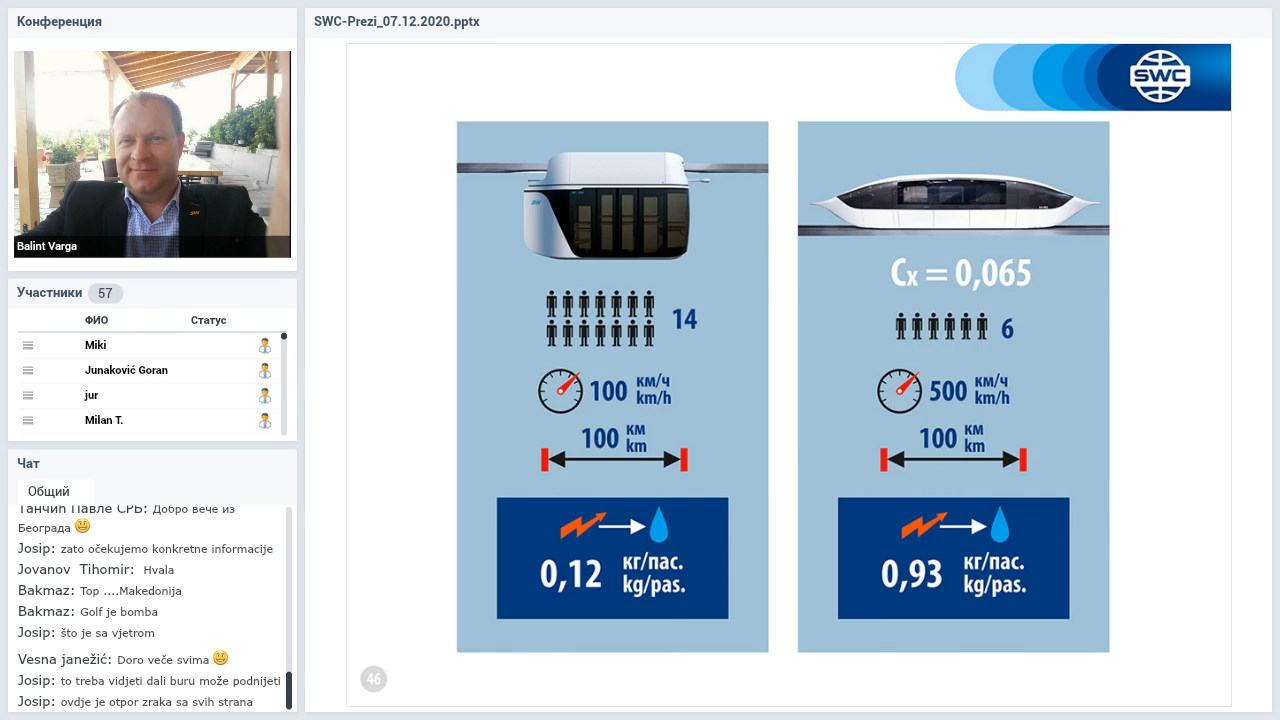 Конференция
Balint Varga
Участники 57
ФИО Статус
Miki
Junaković Goran
jur
Milan T.
Чат
Общий
Танчић Павле СРБ: Добро вече из
Београда
Josip: zato očekujemo konkretne informacije
Jovanov Tihomir: Hvala
Bakmaz: Top ....Makedonija
Bakmaz: Golf je bomba
Josip: što je sa vjetrom
Vesna janežić: Doro veče svima
Josip: to treba vidjeti dali buru može podnijeti
Josip: ovdje je otpor zraka sa svih strana
SWC-Prezi_07.12.2020.pptx
SWC
14
100 км/ч
km/h
100 км
km
0,12 кг/пас.
kg/pas.
Cx = 0,065
6
500 км/ч
km/h
100 км
km
0,93 кг/пас.
kg/pas.
46